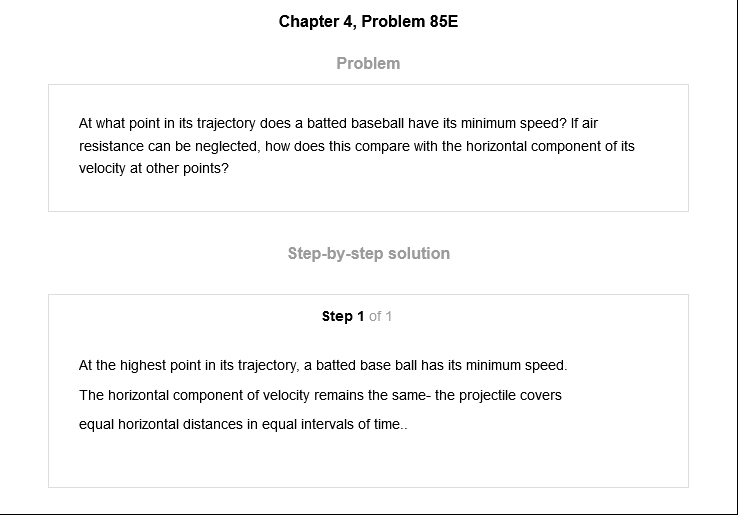 Chapter 4, Problem 85E
Problem
At what point in its trajectory does a batted baseball have its minimum speed? If air
resistance can be neglected, how does this compare with the horizontal component of its
velocity at other points?
Step-by-step solution
Step 1 of 1
At the highest point in its trajectory, a batted base ball has its minimum speed.
The horizontal component of velocity remains the same- the projectile covers
equal horizontal distances in equal intervals of time..